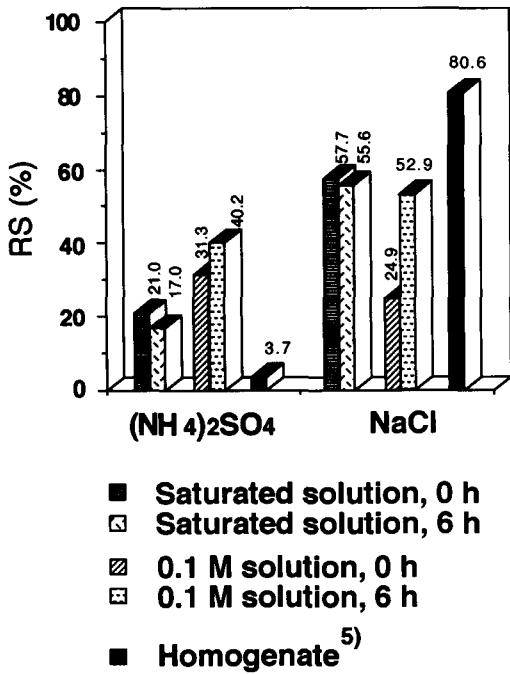 100
80
60
40
20
0
RS (%)
21.0
17.0
31.3
40.2
3.7
57.7
55.6
24.9
52.9
80.6
(NH 4)2SO4
NaCl
Saturated solution, 0 h
Saturated solution, 6 h
0.1 M solution, 0 h
0.1 M solution, 6 h
Homogenate5)